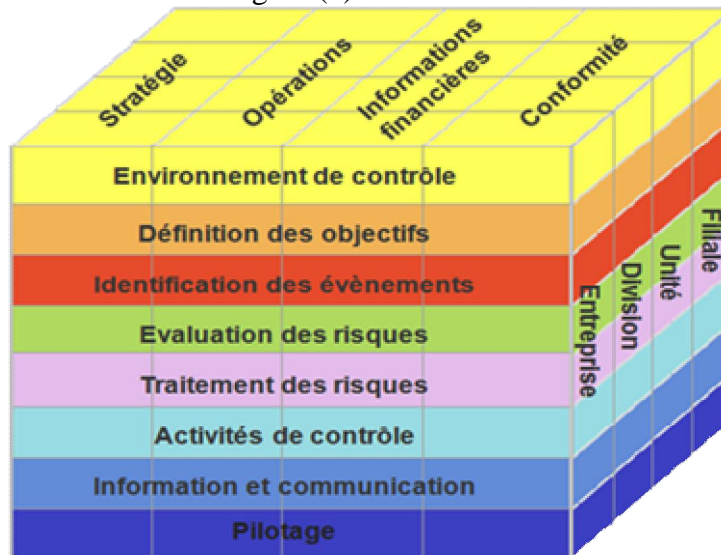 Stratégie
Opérations
Informations
financières
Conformité
Environnement de contrôle
Définition des objectifs
Identification des évènements
Evaluation des risques
Traitement des risques
Activités de contrôle
Information et communication
Pilotage
Entreprise
Division
Unité
Filiale